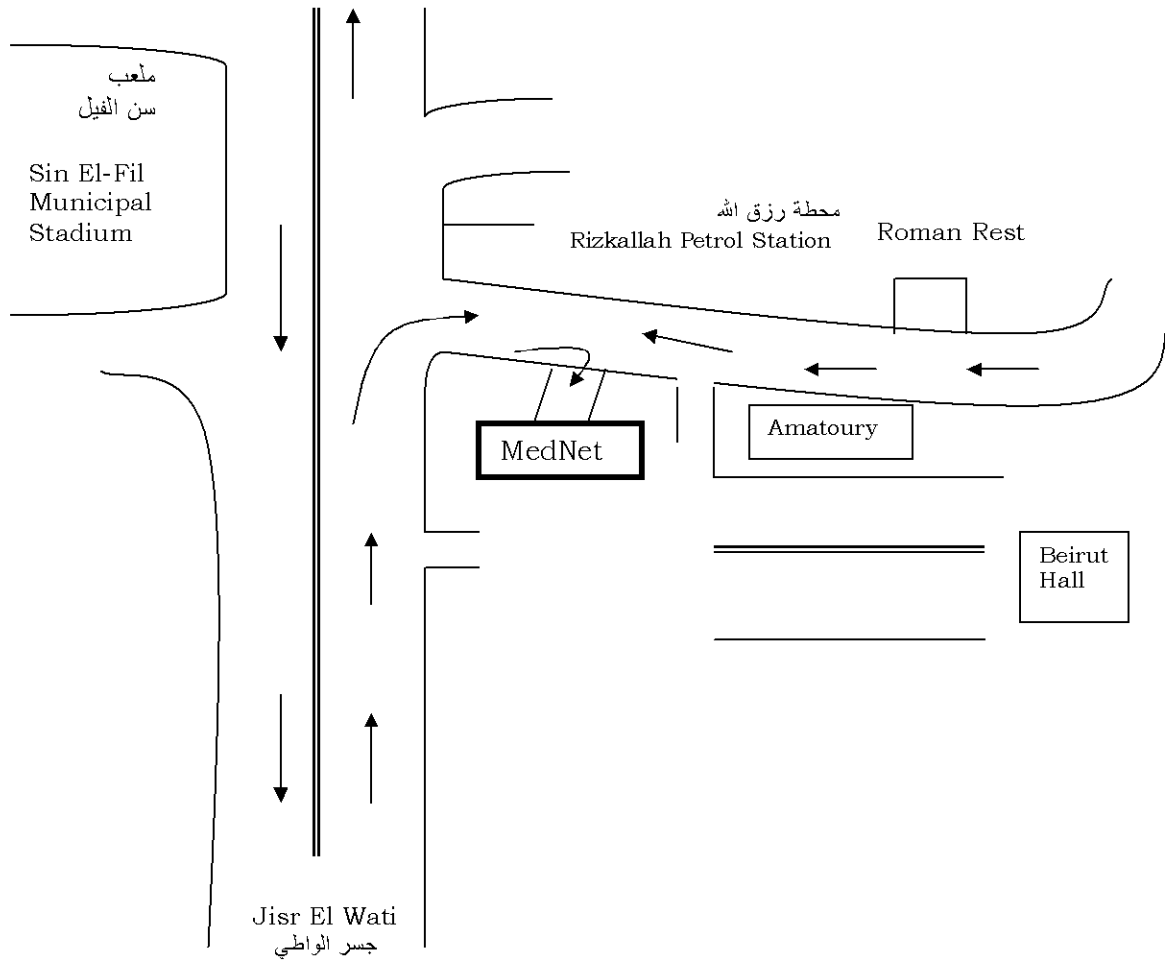 ملعب
سن الفيل
Sin El-Fil
Municipal
Stadium
محطة رزق الله
Rizkallah Petrol Station
Roman Rest
Amatoury
MedNet
Beirut
Hall
Jisr El Wati
جسر الواطي